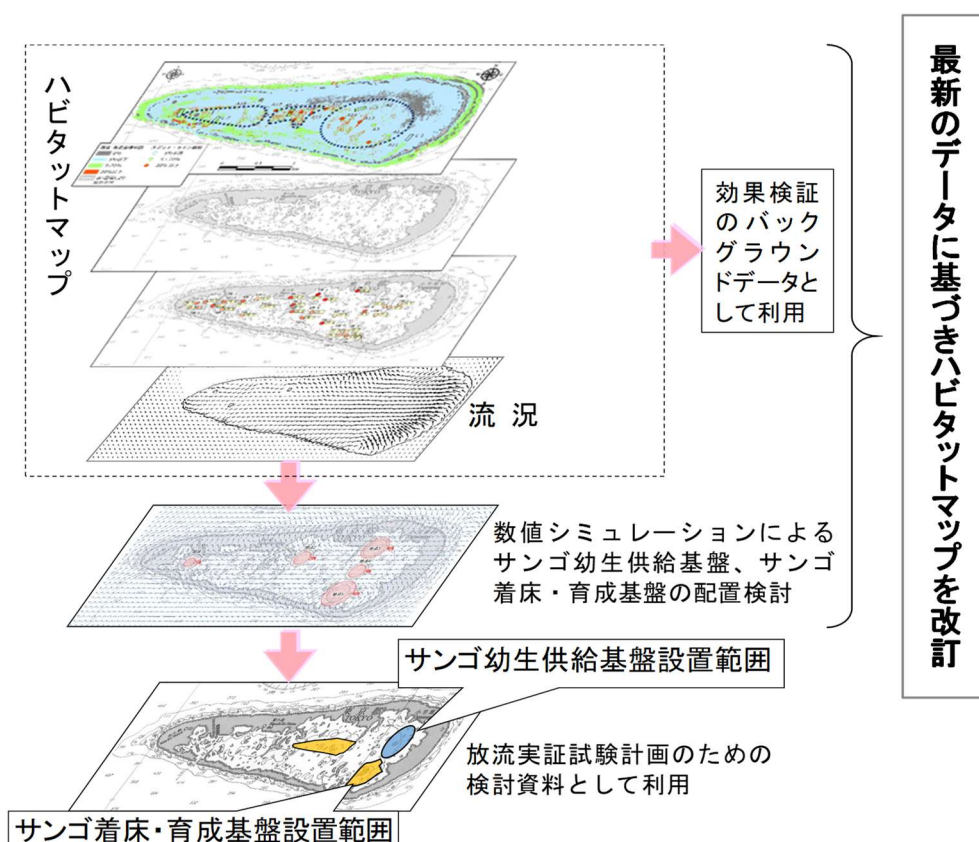 ハビタットマップ
流 況
効果検証
のバック
グラウン
ドデータと
して利用
最新のデータに基づきハビタットマップを改訂
数値シミュレーションによる
サンゴ幼生供給基盤、サンゴ
着床・育成基盤の配置検討
サンゴ幼生供給基盤設置範囲
放流実証試験計画のための
検討資料として利用
サンゴ着床・育成基盤設置範囲